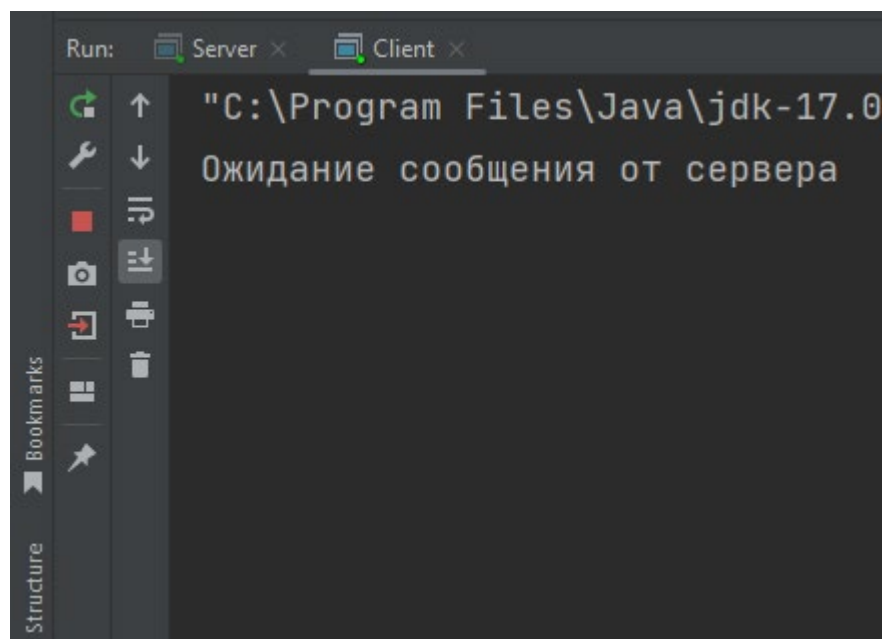 Run: Server Client
"C:\Program Files\Java\jdk-17.0
Ожидание сообщения от сервера
Bookmarks
Structure